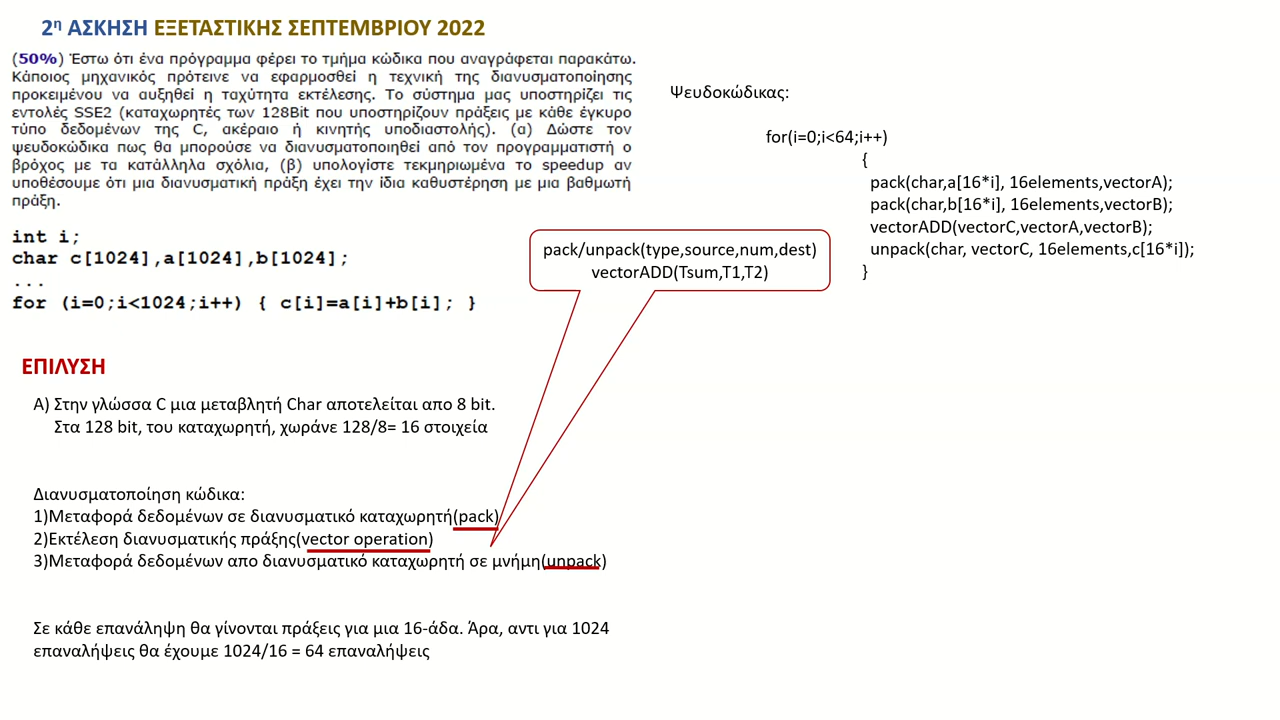 2η ΑΣΚΗΣΗ ΕΞΕΤΑΣΤΙΚΗΣ ΣΕΠΤΕΜΒΡΙΟΥ 2022
(50%) Έστω ότι ένα πρόγραμμα φέρει το τμήμα κώδικα που αναγράφεται παρακάτω.
Κάποιος μηχανικός πρότεινε να εφαρμοσθεί η τεχνική της διανυσματοποίησης
προκειμένου να αυξηθεί η ταχύτητα εκτέλεσης. Το σύστημα μας υποστηρίζει τις
εντολές SSE2 (καταχωρητές των 128Bit που υποστηρίζουν πράξεις με κάθε έγκυρο
τύπο δεδομένων της C, ακέραιο ή κινητής υποδιαστολής). (α) Δώστε τον
ψευδοκώδικα πως θα μπορούσε να διανυσματοποιηθεί από τον προγραμματιστή ο
βρόχος με τα κατάλληλα σχόλια, (β) υπολογίστε τεκμηριωμένα το speedup αν
υποθέσουμε ότι μια διανυσματική πράξη έχει την ίδια καθυστέρηση με μια βαθμωτή
πράξη.
int i;
char c[1024],a[1024],b[1024];
...
for (i=0;i<1024;i++) { c[i]=a[i]+b[i]; }
ΕΠΙΛΥΣΗ
Α) Στην γλώσσα C μια μεταβλητή Char αποτελείται απο 8 bit.
Στα 128 bit, του καταχωρητή, χωράνε 128/8= 16 στοιχεία
Διανυσματοποίηση κώδικα:
1)Μεταφορά δεδομένων σε διανυσματικό καταχωρητή(pack)
2)Εκτέλεση διανυσματικής πράξης(vector operation)
3)Μεταφορά δεδομένων απο διανυσματικό καταχωρητή σε μνήμη(unpack)
Σε κάθε επανάληψη θα γίνονται πράξεις για μια 16-άδα. Άρα, αντι για 1024
επαναλήψεις θα έχουμε 1024/16 = 64 επαναλήψεις
pack/unpack(type,source,num,dest)
vectorADD(Tsum,T1,T2)
Ψευδοκώδικας:
for(i=0;i<64;i++)
{
pack(char,a[16*i], 16elements,vectorA);
pack(char,b[16*i], 16elements,vectorB);
vectorADD(vectorC,vectorA,vectorB);
unpack(char, vectorC, 16elements,c[16*i]);
}